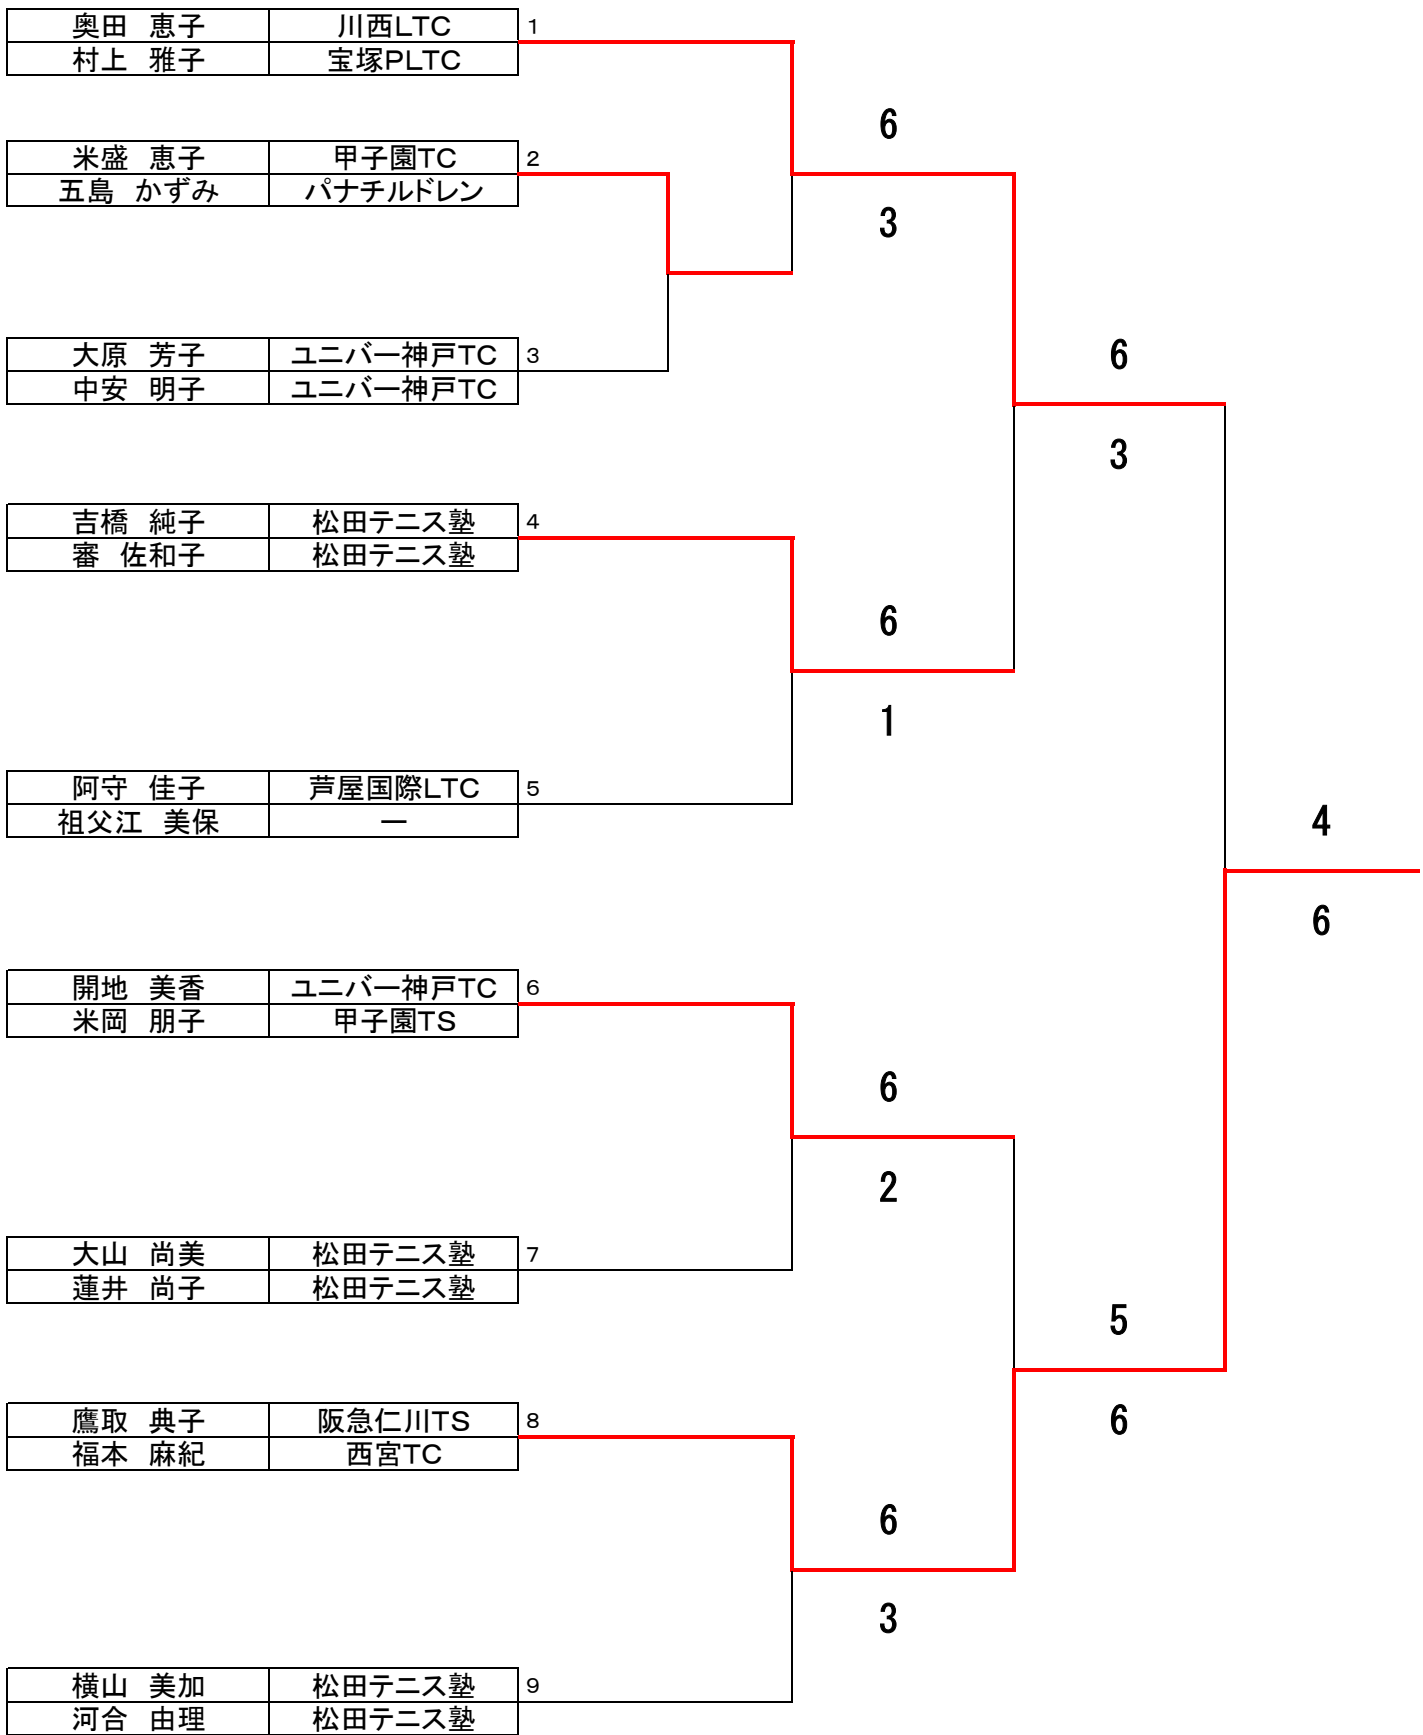 奥田　恵子 川西LTC 1
村上　雅子 宝塚PLTC
6
米盛　恵子 甲子園TC 2
五島　かずみ パナチルドレン
3
大原　芳子 ユニバー神戸TC 3
中安　明子 ユニバー神戸TC
6
3
吉橋　純子 松田テニス塾 4
審　佐和子 松田テニス塾
6
1
阿守　佳子 芦屋国際LTC 5
祖父江　美保 ー
4
6
開地　美香 ユニバー神戸TC 6
米岡　朋子 甲子園TS
6
2
大山　尚美 松田テニス塾 7
蓮井　尚子 松田テニス塾
5
鷹取　典子 阪急仁川TS 8
福本　麻紀 西宮TC
6
6
3
横山　美加 松田テニス塾 9
河合　由理 松田テニス塾